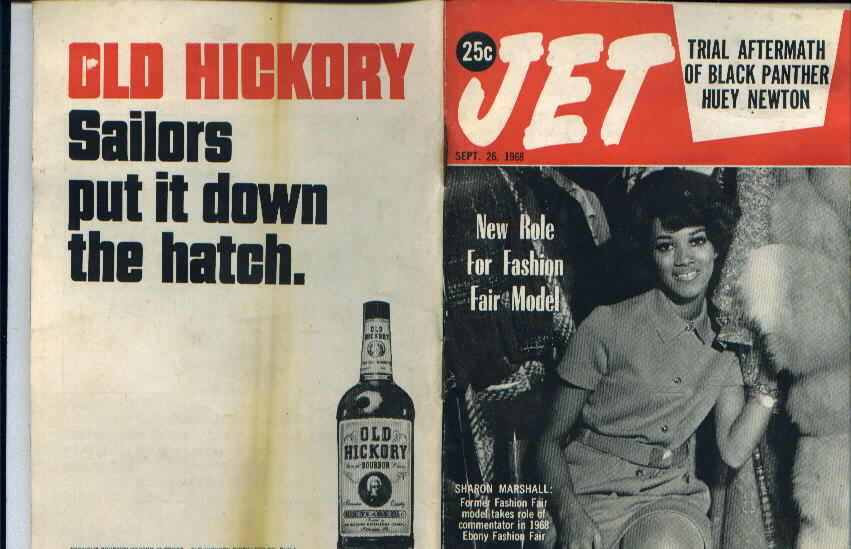 OLD HICKORY
Sailors
put it down
the hatch.
OLD
HICKORY
OLD
HICKORY
BOURBON
25c
JET
TRIAL AFTERMATH
OF BLACK PANTHER
HUEY NEWTON
SEPT. 26, 1968
New Role
For Fashion
Fair Model
SHARON MARSHALL:
Former Fashion Fair
model takes role of
commentator in 1968
Ebony Fashion Fair